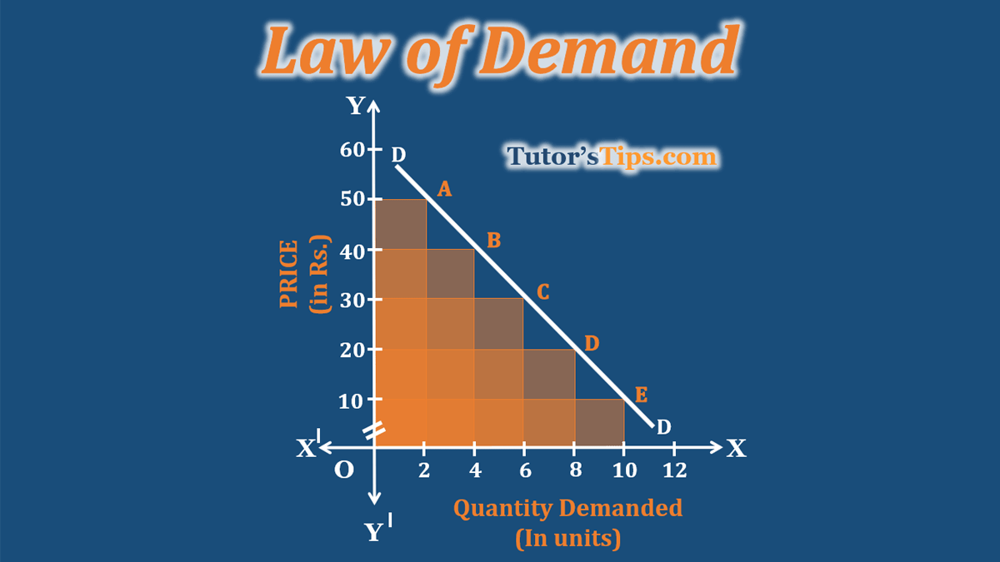 Law of Demand
Y
Tutor'sTips.com
60
D
50
A
40
B
PRICE
(in Rs.)
30
C
20
D
10
E
D
X'
X
O
2 4 6 8 10 12
Quantity Demanded
(In units)
Y'